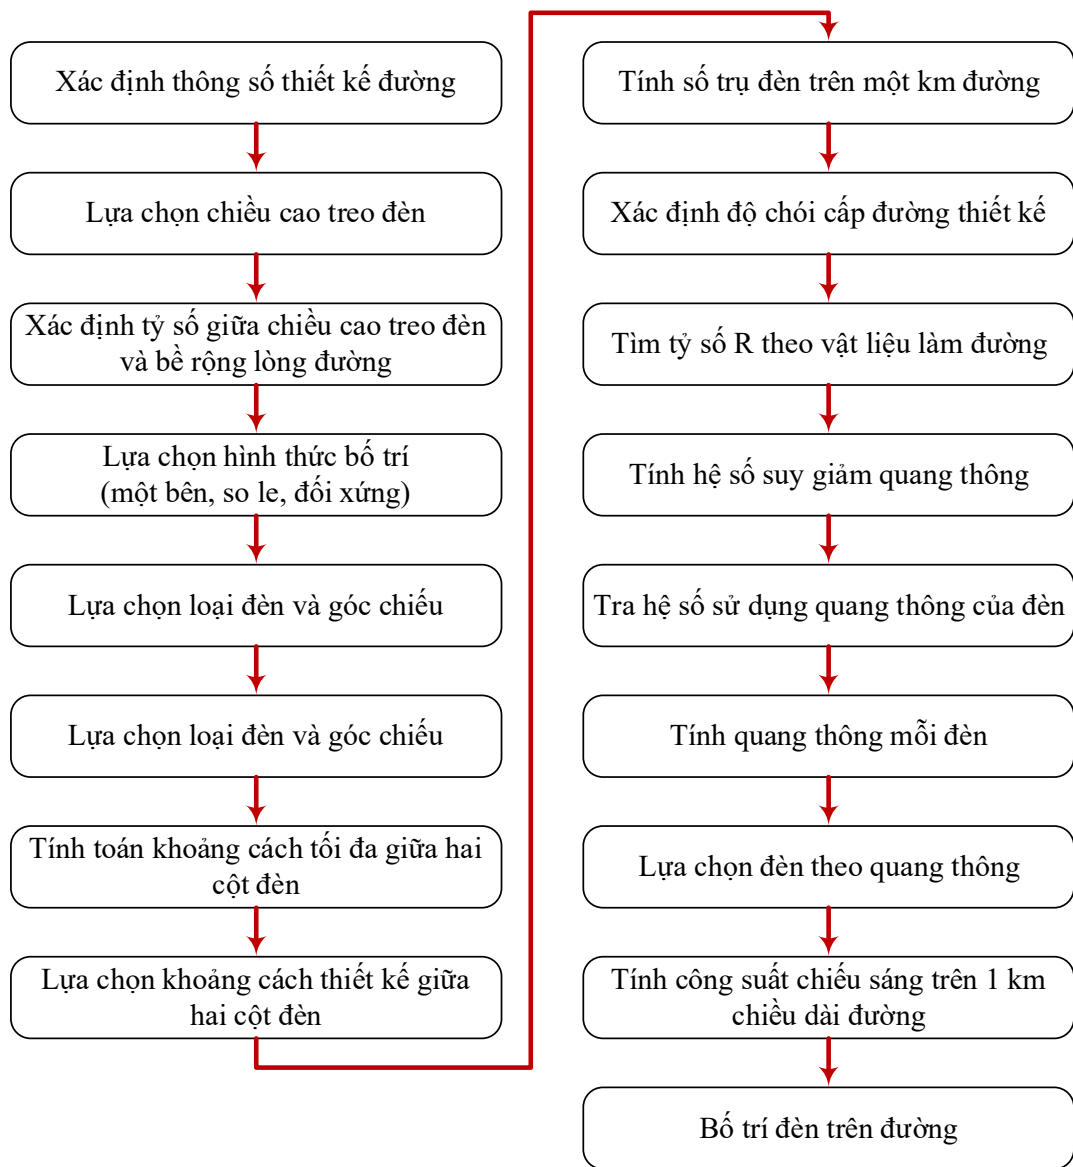 Xác định thông số thiết kế đường
Lựa chọn chiều cao treo đèn
Xác định tỷ số giữa chiều cao treo đèn
và bề rộng lòng đường
Lựa chọn hình thức bố trí
(một bên, so le, đối xứng)
Lựa chọn loại đèn và góc chiếu
Lựa chọn loại đèn và góc chiếu
Tính toán khoảng cách tối đa giữa hai
cột đèn
Lựa chọn khoảng cách thiết kế giữa
hai cột đèn
Tính số trụ đèn trên một km đường
Xác định độ chói cấp đường thiết kế
Tìm tỷ số R theo vật liệu làm đường
Tính hệ số suy giảm quang thông
Tra hệ số sử dụng quang thông của đèn
Tính quang thông mỗi đèn
Lựa chọn đèn theo quang thông
Tính công suất chiếu sáng trên 1 km
chiều dài đường
Bố trí đèn trên đường